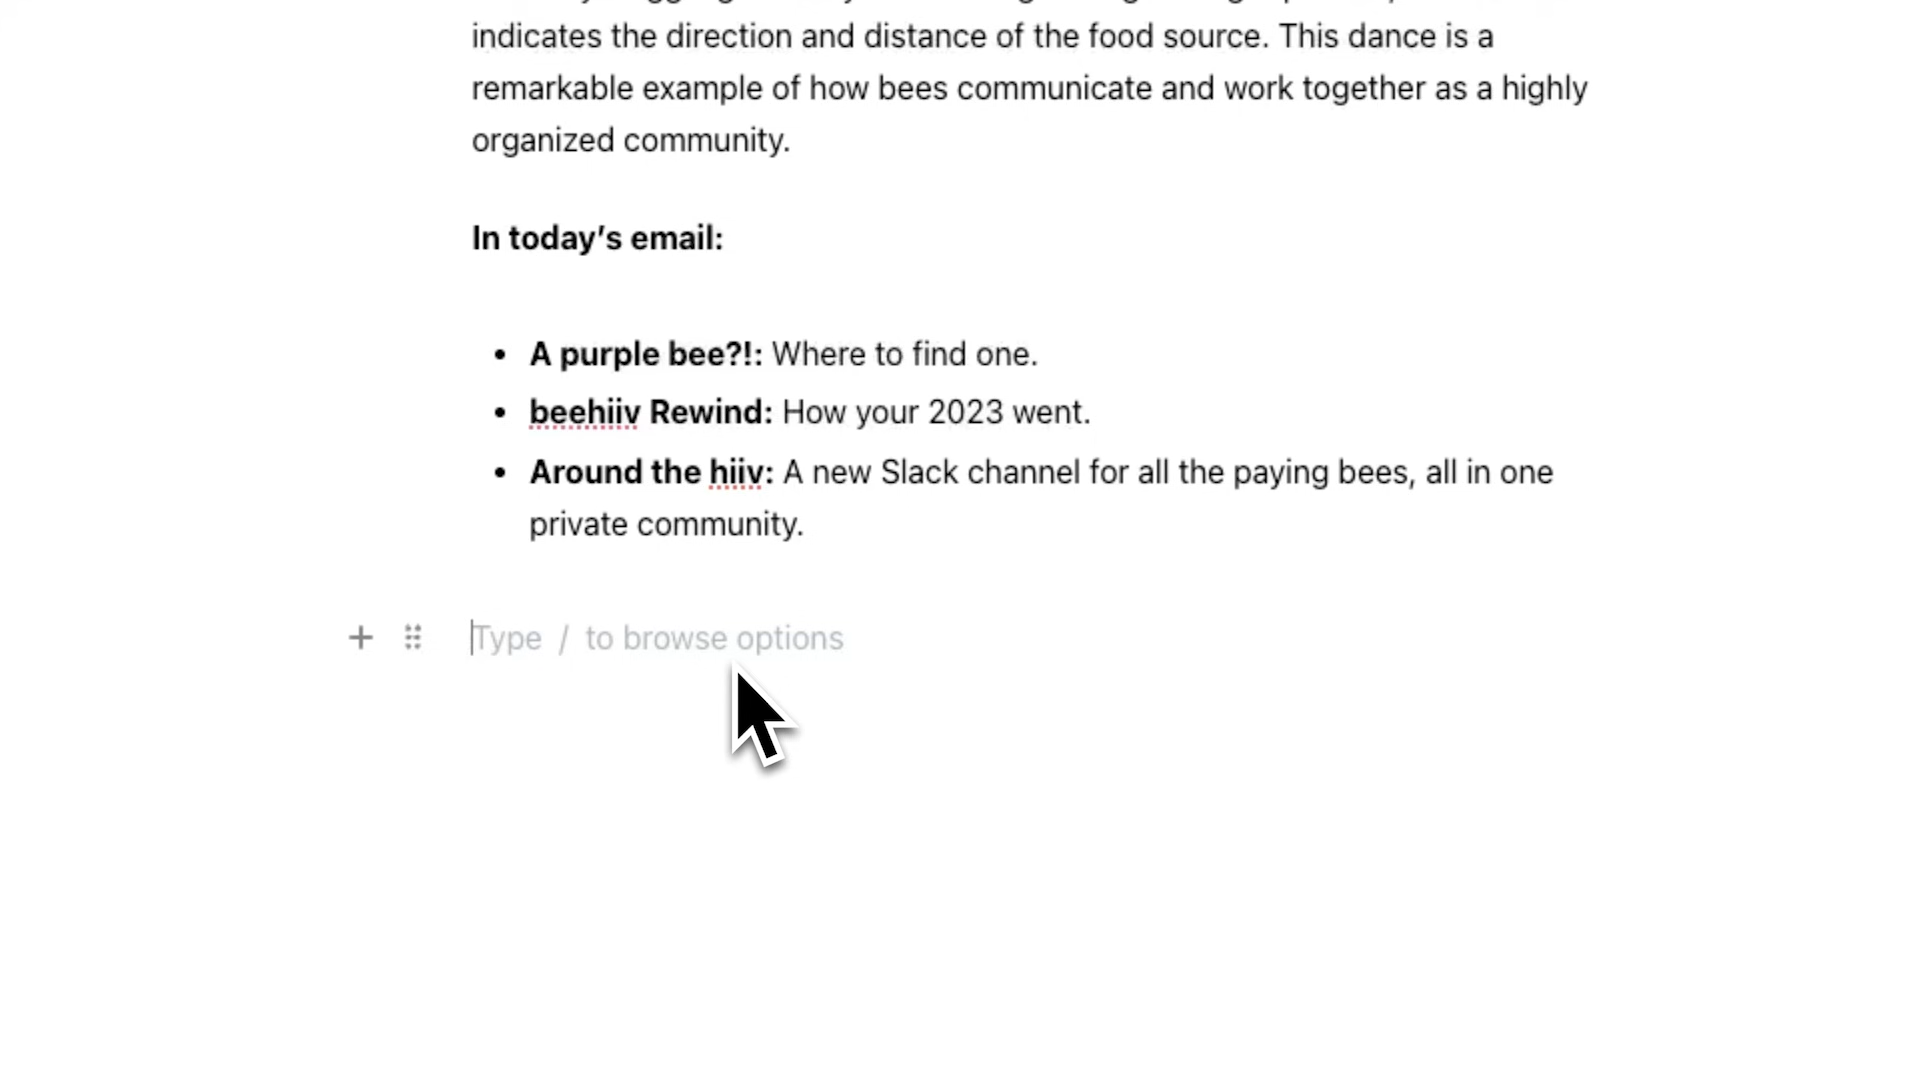 indicates the direction and distance of the food source. This dance is a
remarkable example of how bees communicate and work together as a highly
organized community.
In today’s email:
• A purple bee?!: Where to find one.
• beehiiv Rewind: How your 2023 went.
• Around the hiiv: A new Slack channel for all the paying bees, all in one
private community.
Type / to browse options